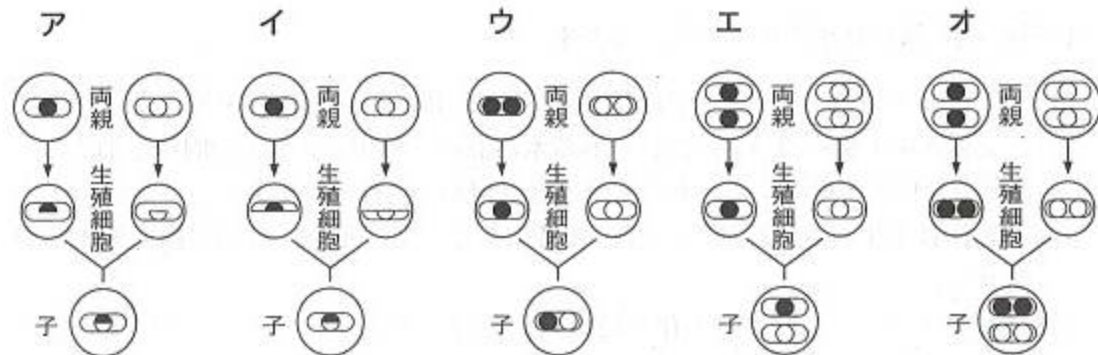 ア イ ウ エ オ
両親 両親 両親 両親 両親
生殖細胞 生殖細胞 生殖細胞 生殖細胞 生殖細胞
子 子 子 子 子